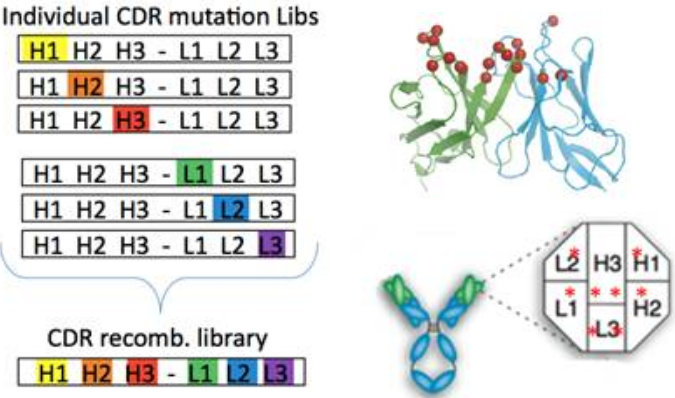 Individual CDR mutation Libs
H1 H2 H3 - L1 L2 L3
H1 H2 H3 - L1 L2 L3
H1 H2 H3 - L1 L2 L3
H1 H2 H3 - L1 L2 L3
H1 H2 H3 - L1 L2 L3
H1 H2 H3 - L1 L2 L3
CDR recomb. library
H1 H2 H3 - L1 L2 L3
L2* H3 *H1
L1* * * *H2
*L3*